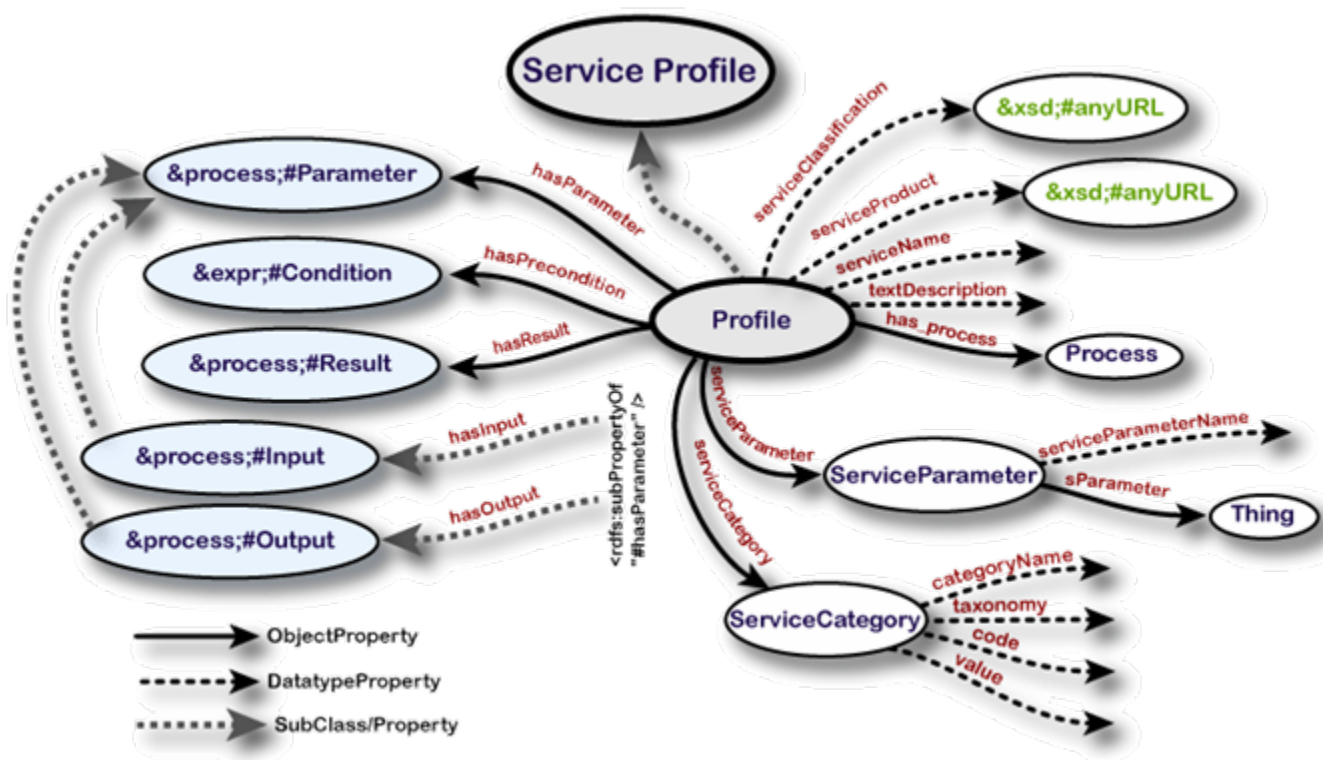 Service Profile
&xsd;#anyURL
serviceClassification
&process;#Parameter
hasParameter
serviceProduct
&xsd;#anyURL
serviceName
&expr;#Condition
hasPrecondition
textDescription
Profile
has_process
&process;#Result
hasResult
Process
hasInput
<rdfs:subPropertyOf
"#hasParameter" />
serviceParameter
serviceParameterName
&process;#Input
ServiceParameter
sParameter
serviceCategory
hasOutput
Thing
&process;#Output
categoryName
taxonomy
ServiceCategory
code
value
ObjectProperty
DatatypeProperty
SubClass/Property